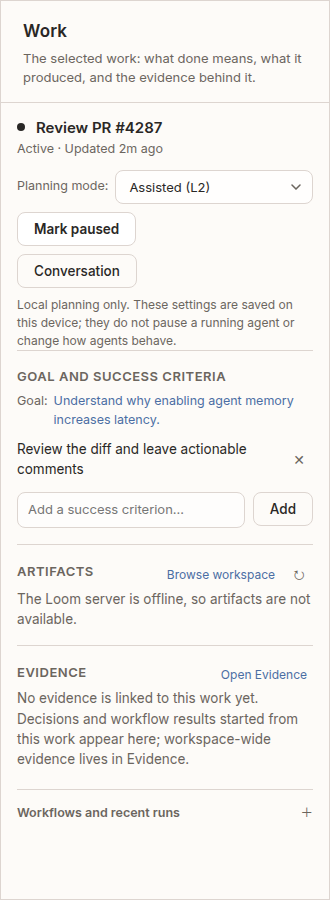 Work
The selected work: what done means, what it
produced, and the evidence behind it.
Review PR #4287
Active · Updated 2m ago
Planning mode: Assisted (L2)
Mark paused
Conversation
Local planning only. These settings are saved on
this device; they do not pause a running agent or
change how agents behave.
GOAL AND SUCCESS CRITERIA
Goal: Understand why enabling agent memory
increases latency.
Review the diff and leave actionable
comments
Add a success criterion... Add
ARTIFACTS Browse workspace
The Loom server is offline, so artifacts are not
available.
EVIDENCE Open Evidence
No evidence is linked to this work yet.
Decisions and workflow results started from
this work appear here; workspace-wide
evidence lives in Evidence.
Workflows and recent runs